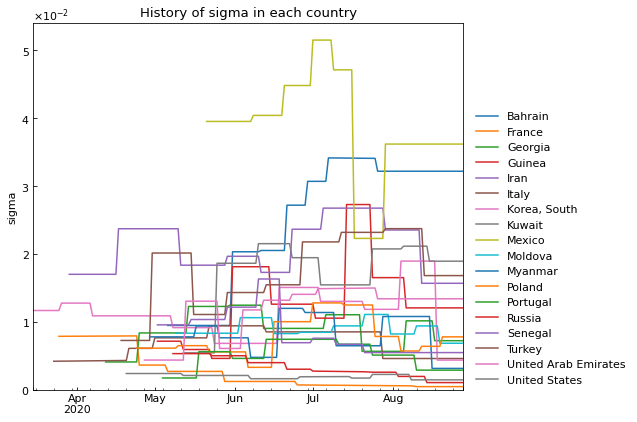 History of sigma in each country
×10⁻²
5
4
3
2
1
0
sigma
Apr
2020
May
Jun
Jul
Aug
Bahrain
France
Georgia
Guinea
Iran
Italy
Korea, South
Kuwait
Mexico
Moldova
Myanmar
Poland
Portugal
Russia
Senegal
Turkey
United Arab Emirates
United States